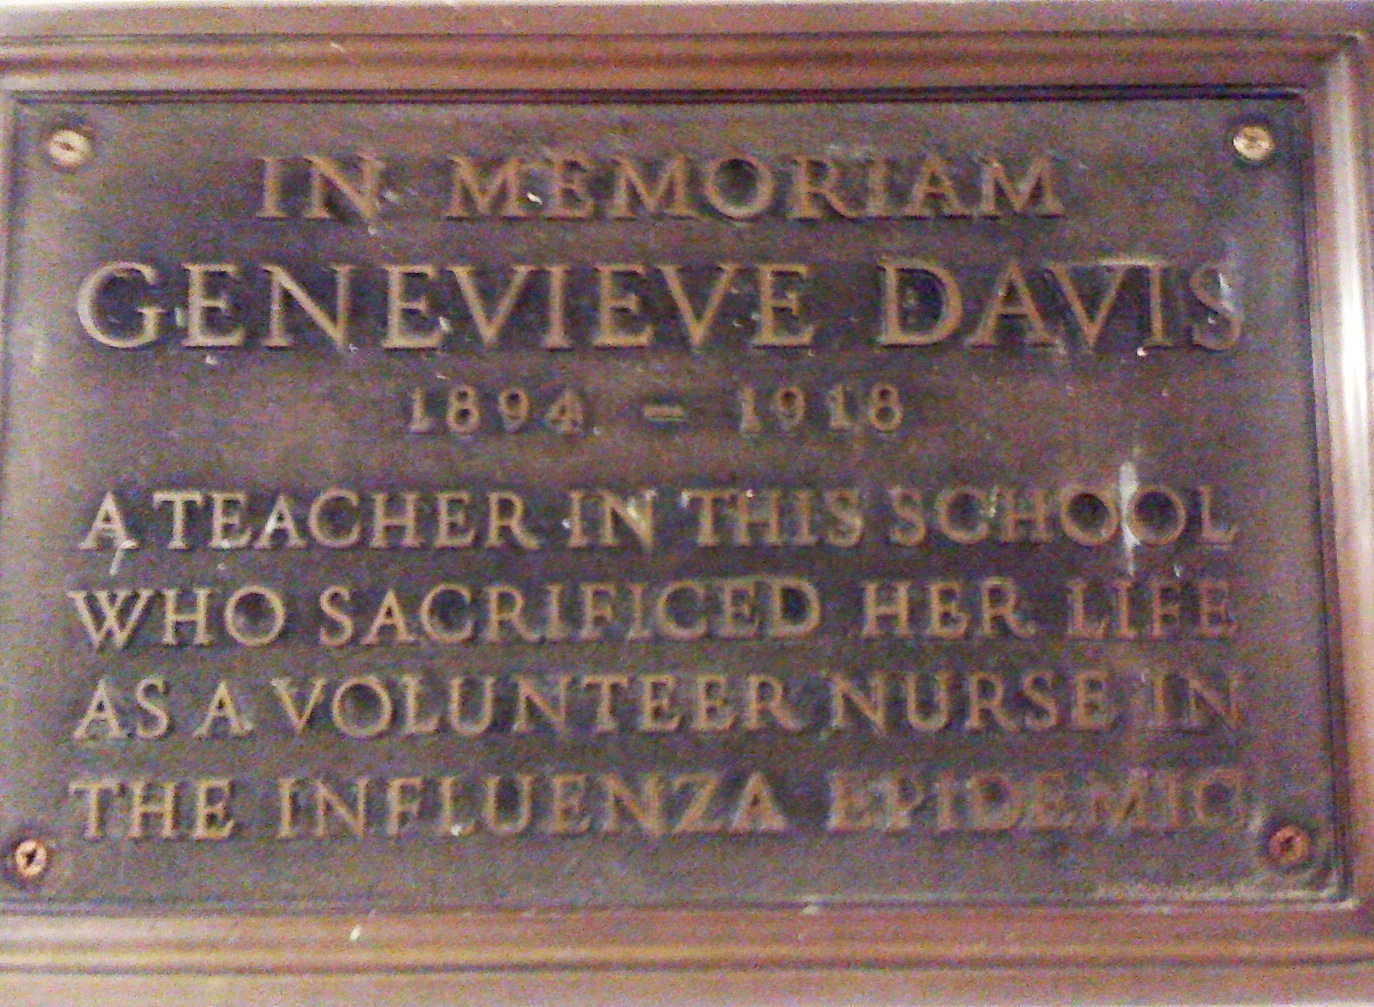 IN MEMORIAM
GENEVIEVE DAVIS
1894 - 1918
A TEACHER IN THIS SCHOOL
WHO SACRIFICED HER LIFE
AS A VOLUNTEER NURSE IN
THE INFLUENZA EPIDEMIC